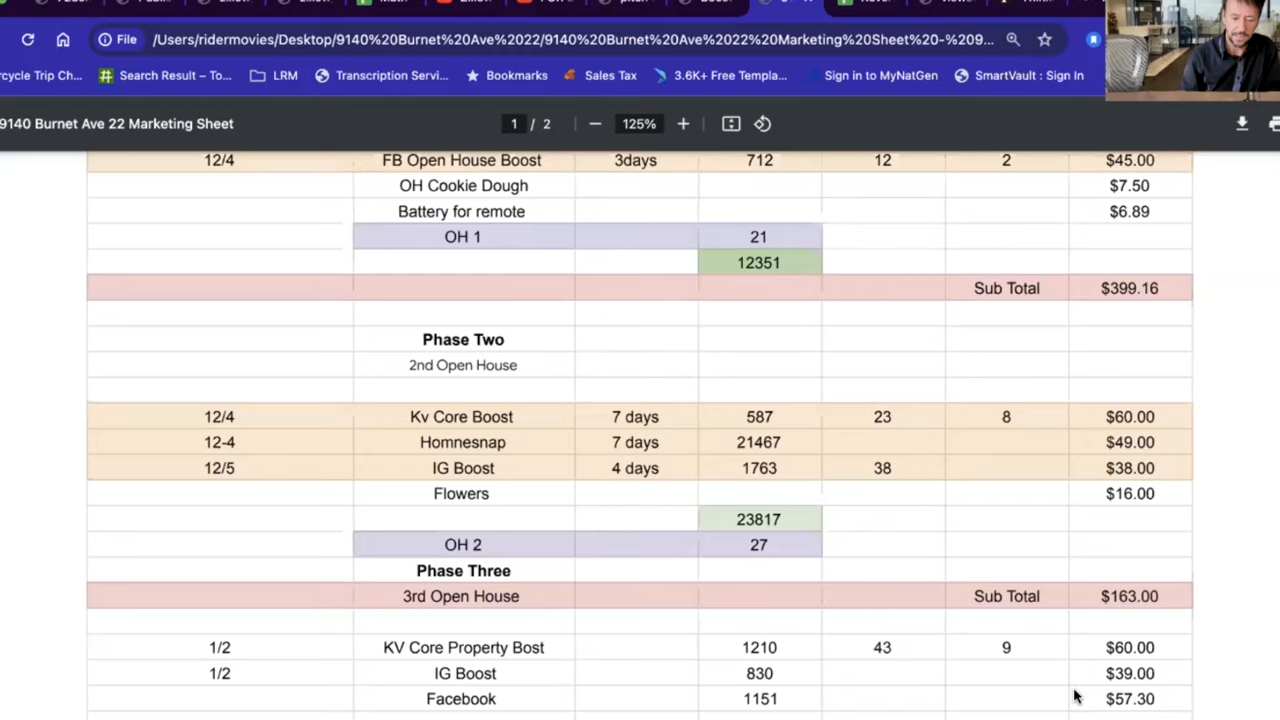 File /Users/ridermovies/Desktop/9140%20Burnet%20Ave%2022/9140%20Burnet%20Ave%2022%20Marketing%20Sheet%20-%209...
rcycle Trip Ch... Search Result – To... LRM Transcription Servi... Bookmarks Sales Tax 3.6K+ Free Templa... Sign in to MyNatGen SmartVault : Sign In
9140 Burnet Ave 22 Marketing Sheet 1 / 2 125%
12/4 FB Open House Boost 3days 712 12 2 $45.00
OH Cookie Dough $7.50
Battery for remote $6.89
OH 1 21
12351
Sub Total $399.16
Phase Two
2nd Open House
12/4 Kv Core Boost 7 days 587 23 8 $60.00
12-4 Homnesnap 7 days 21467 $49.00
12/5 IG Boost 4 days 1763 38 $38.00
Flowers $16.00
23817
OH 2 27
Phase Three
3rd Open House Sub Total $163.00
1/2 KV Core Property Bost 1210 43 9 $60.00
1/2 IG Boost 830 $39.00
Facebook 1151 $57.30